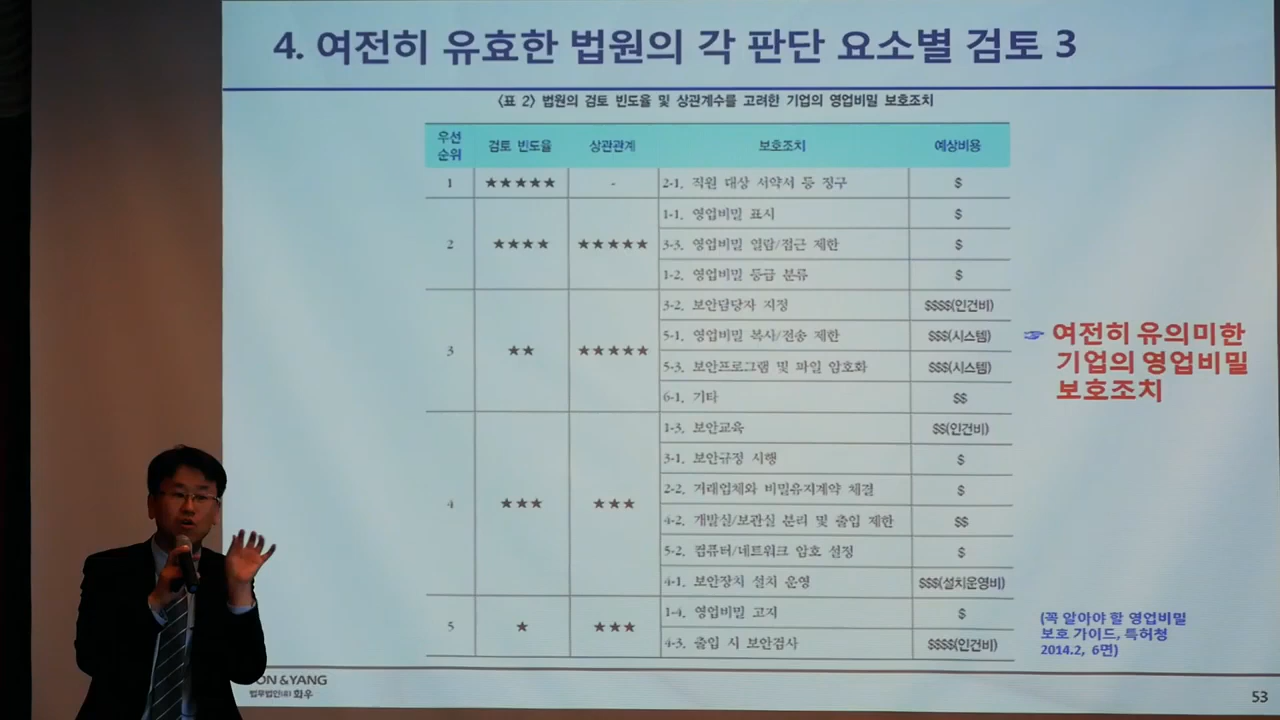 4. 여전히 유효한 법원의 각 판단 요소별 검토 3
〈표 2〉 법원의 검토 빈도율 및 상관계수를 고려한 기업의 영업비밀 보호조치
우선 순위 검토 빈도율 상관관계 보호조치 예상비용
1 ★★★★★ - 2-1. 직원 대상 서약서 등 징구 $
2 ★★★★ ★★★★★ 1-1. 영업비밀 표시 $
3-3. 영업비밀 열람/접근 제한 $
1-2. 영업비밀 등급 분류 $
3 ★★ ★★★★★ 3-2. 보안담당자 지정 $$$$(인건비)
5-1. 영업비밀 복사/전송 제한 $$$(시스템)
5-3. 보안프로그램 및 파일 암호화 $$$(시스템)
6-1. 기타 $$
4 ★★★ ★★★ 1-3. 보안교육 $$(인건비)
3-1. 보안규정 시행 $
2-2. 거래업체와 비밀유지계약 체결 $
4-2. 개발실/보관실 분리 및 출입 제한 $$
5-2. 컴퓨터/네트워크 암호 설정 $
4-1. 보안장치 설치 운영 $$$(설치운영비)
5 ★ ★★★ 1-4. 영업비밀 고지 $
4-3. 출입 시 보안검사 $$$$(인건비)
☞ 여전히 유의미한
기업의 영업비밀
보호조치
(꼭 알아야 할 영업비밀
보호 가이드, 특허청
2014.2, 6면)
ON & YANG
법무법인(유) 화우
53